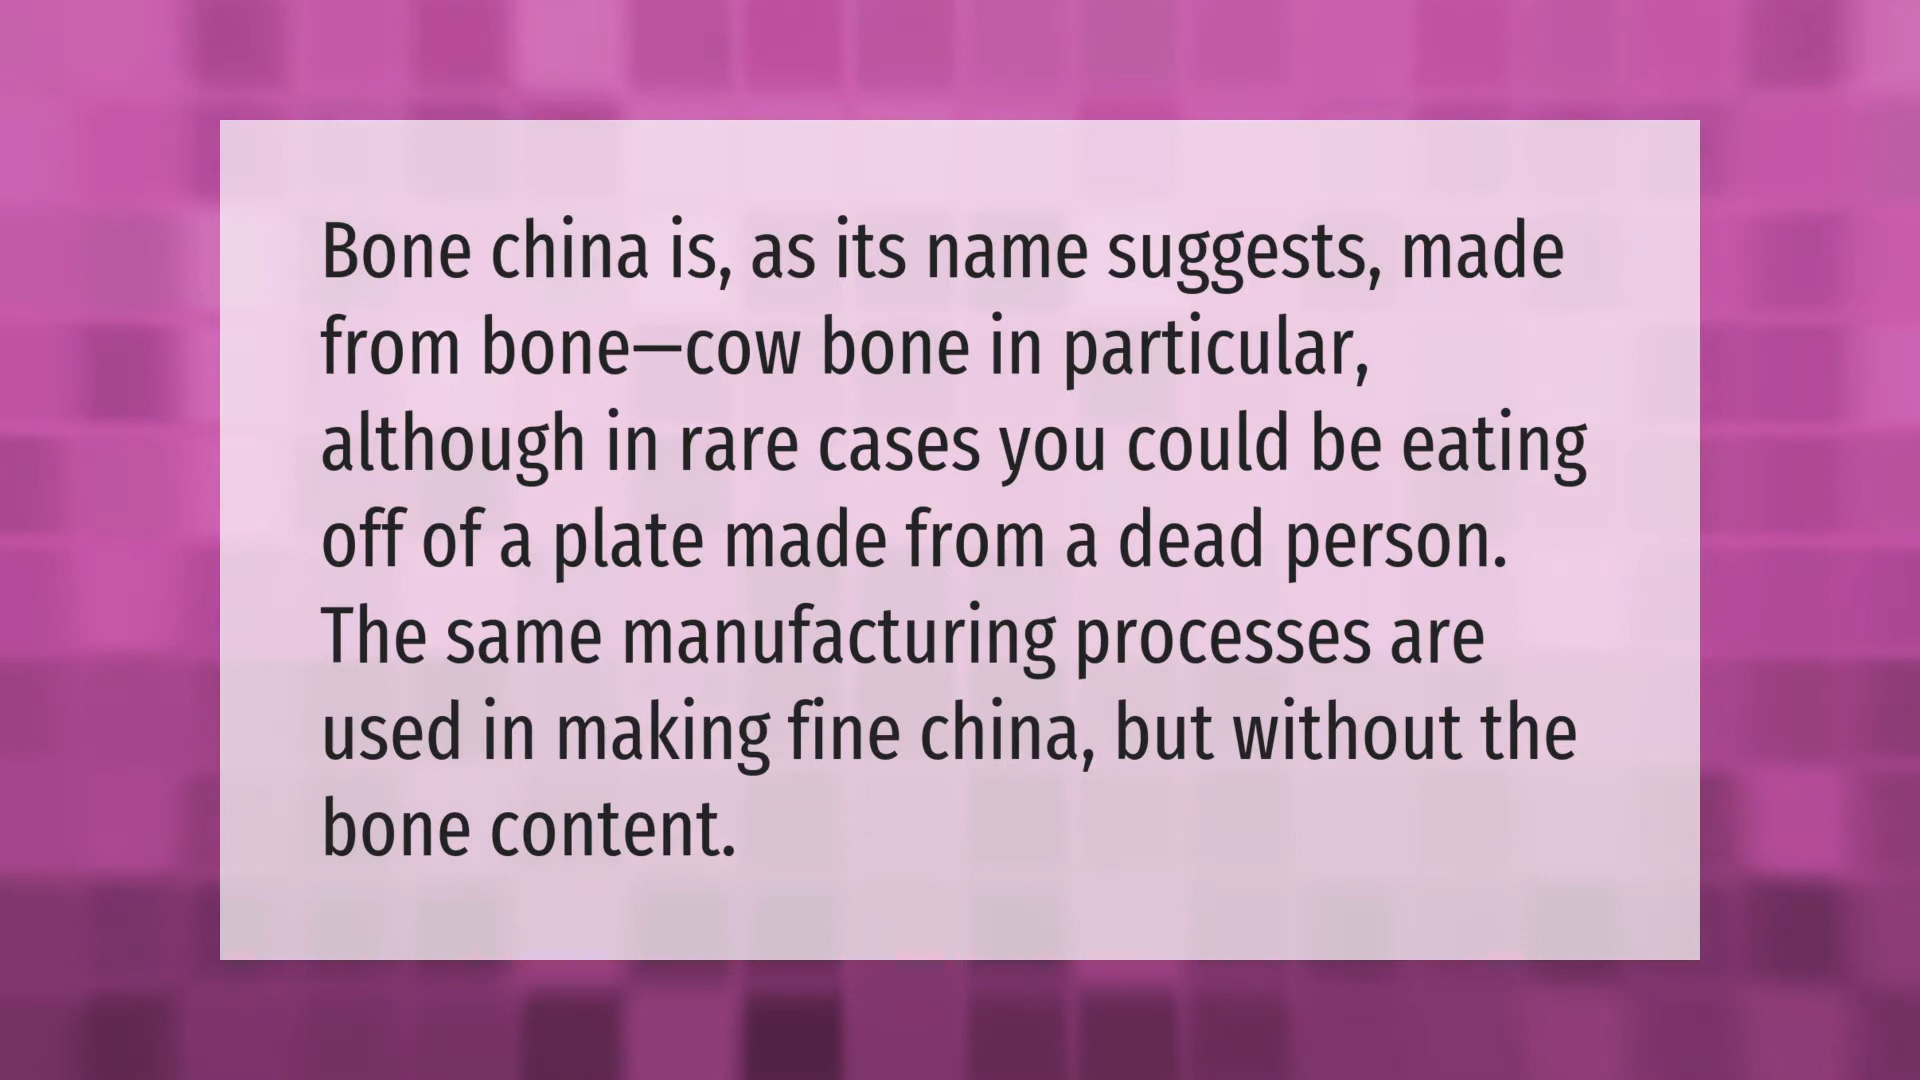 Bone china is, as its name suggests, made
from bone—cow bone in particular,
although in rare cases you could be eating
off of a plate made from a dead person.
The same manufacturing processes are
used in making fine china, but without the
bone content.